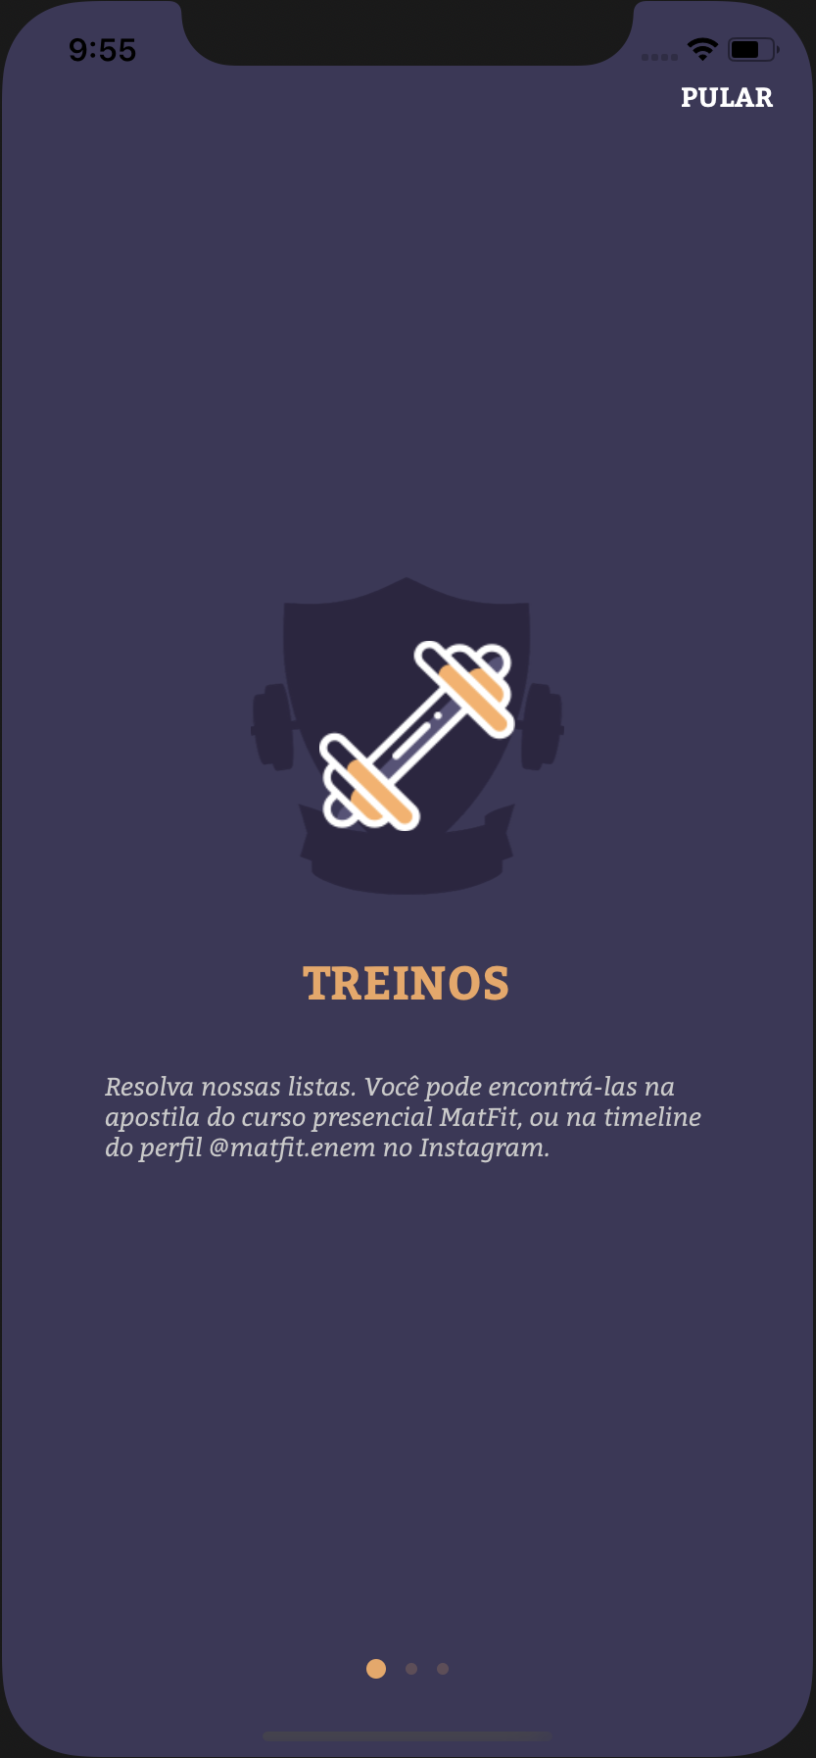 9:55
PULAR
TREINOS
Resolva nossas listas. Você pode encontrá-las na
apostila do curso presencial MatFit, ou na timeline
do perfil @matfit.enem no Instagram.